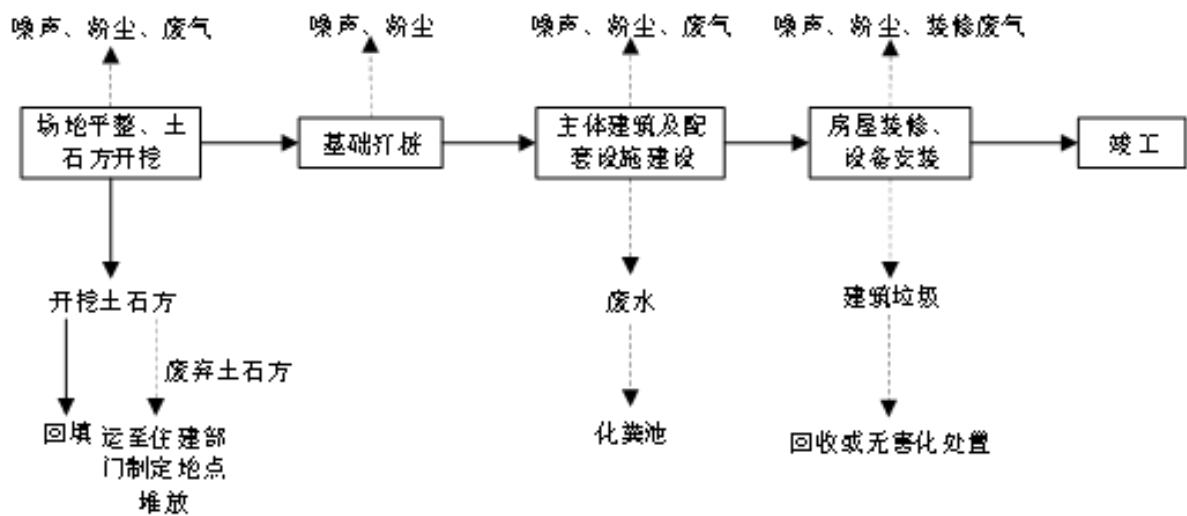 噪声、粉尘、废气
噪声、粉尘
噪声、粉尘、废气
噪声、粉尘、装修废气
场地平整、土
石方开挖
基础打桩
主体建筑及配
套设施建设
房屋装修、
设备安装
竣工
开挖土石方
废水
建筑垃圾
废弃土石方
回填
运至住建部
门制定地点
堆放
化粪池
回收或无害化处置